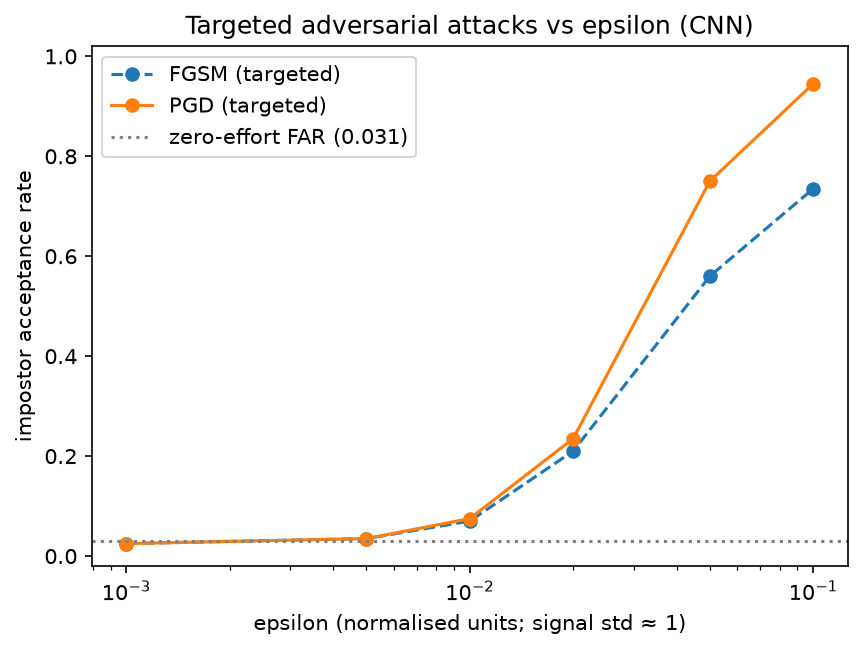 Targeted adversarial attacks vs epsilon (CNN)
FGSM (targeted)
PGD (targeted)
zero-effort FAR (0.031)
1.0
0.8
0.6
0.4
0.2
0.0
impostor acceptance rate
10⁻³
10⁻²
10⁻¹
epsilon (normalised units; signal std ≈ 1)